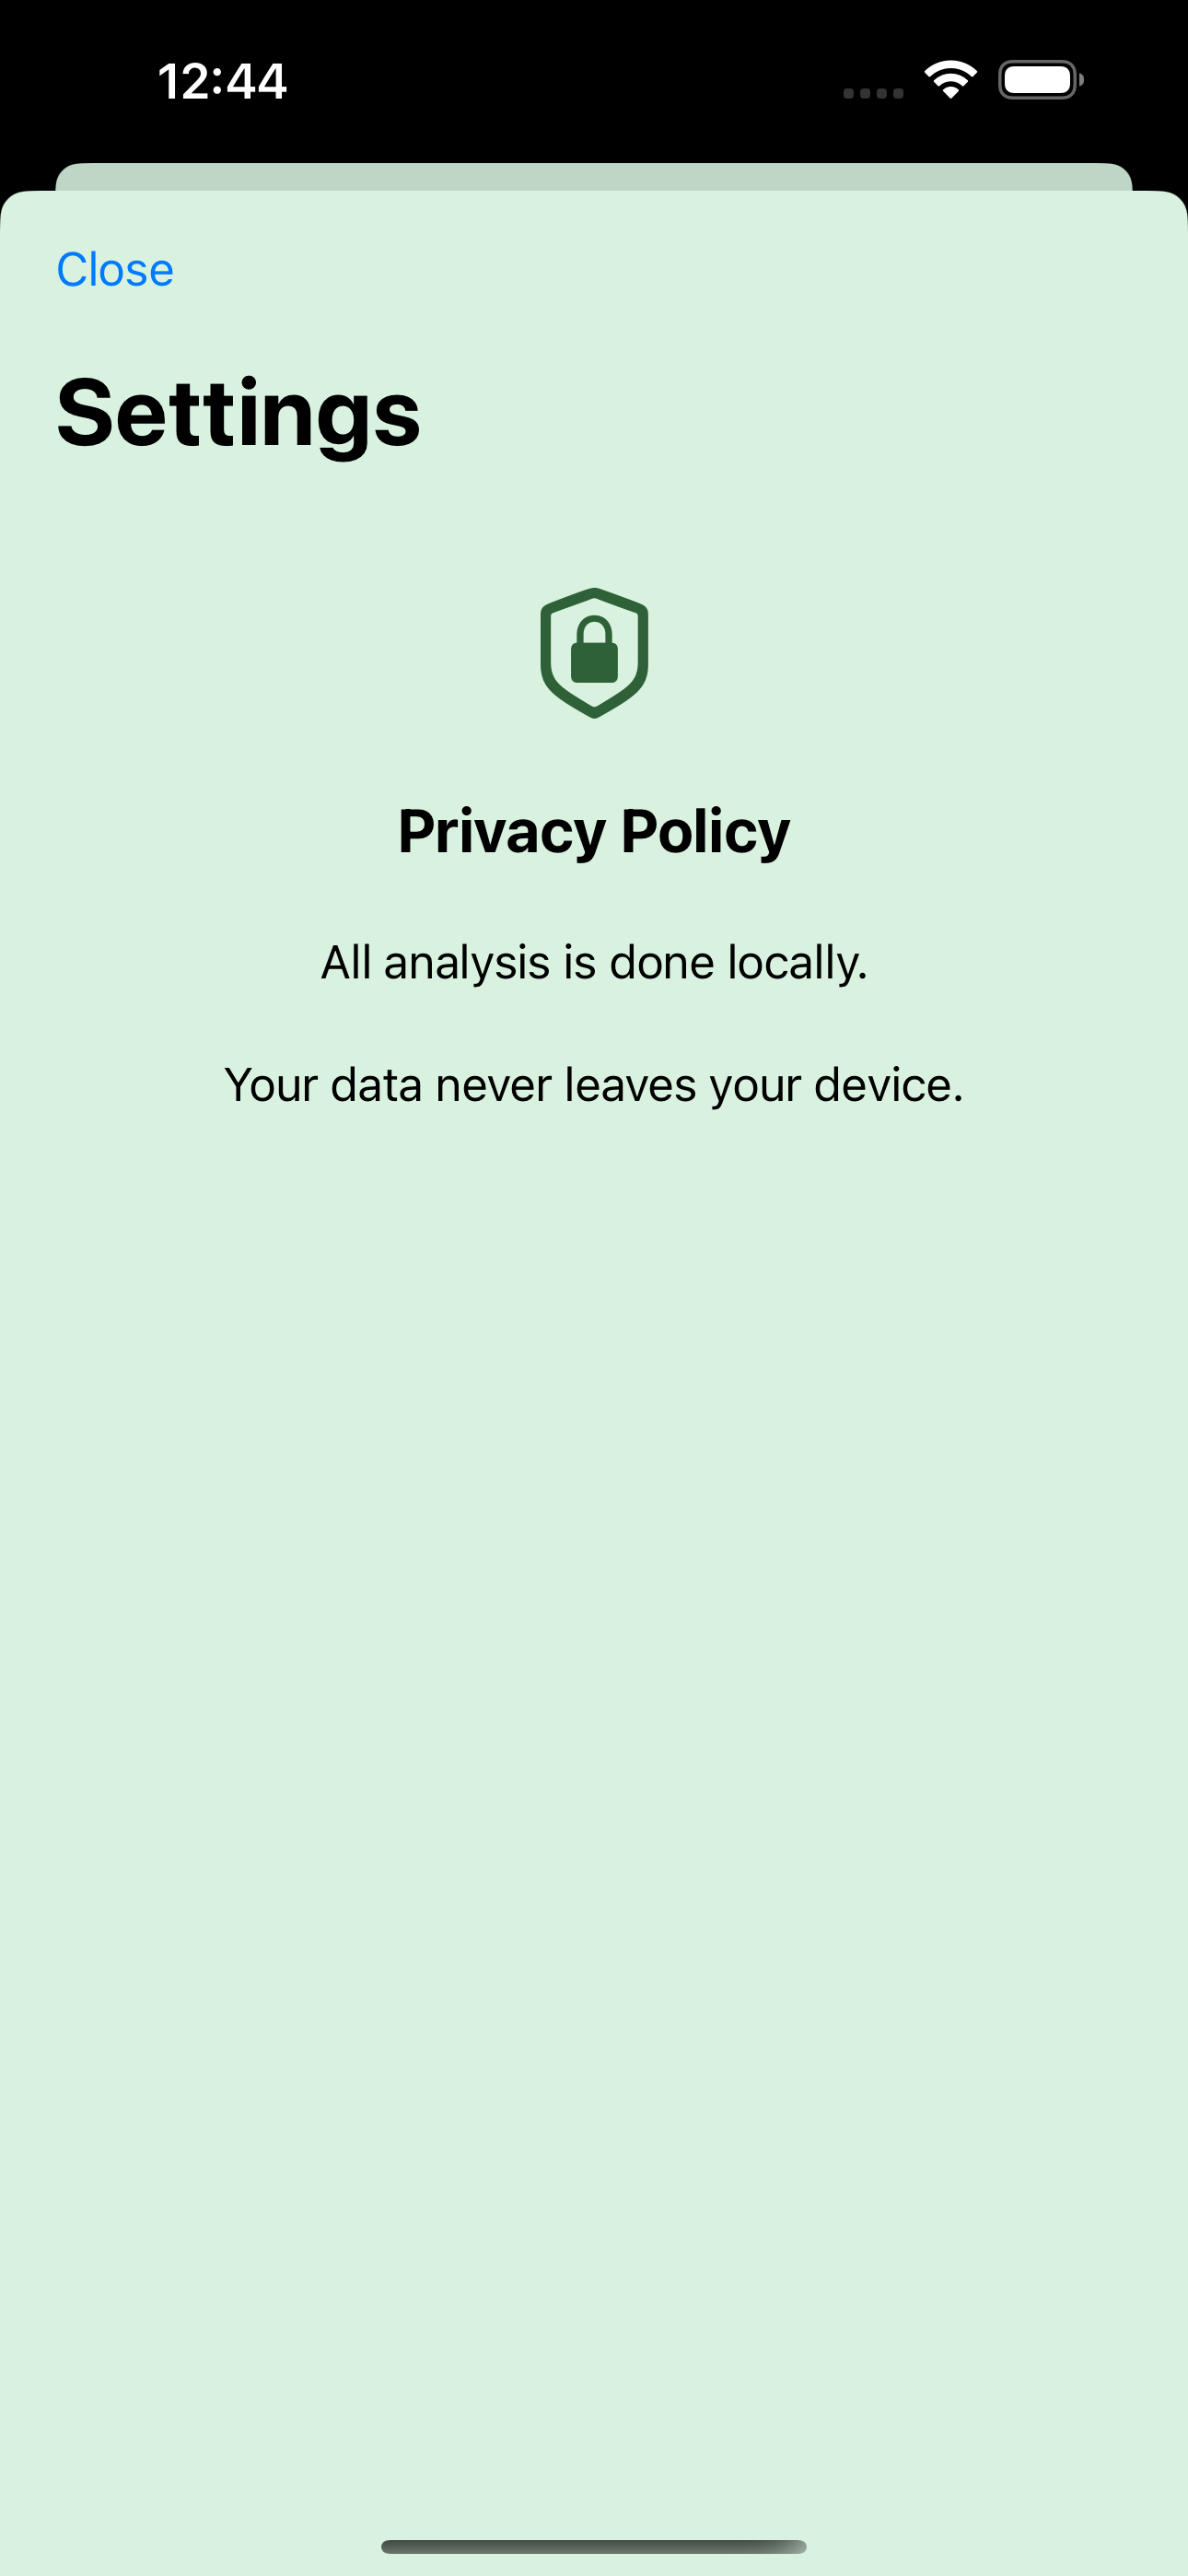 12:44
Close
Settings
Privacy Policy
All analysis is done locally.
Your data never leaves your device.